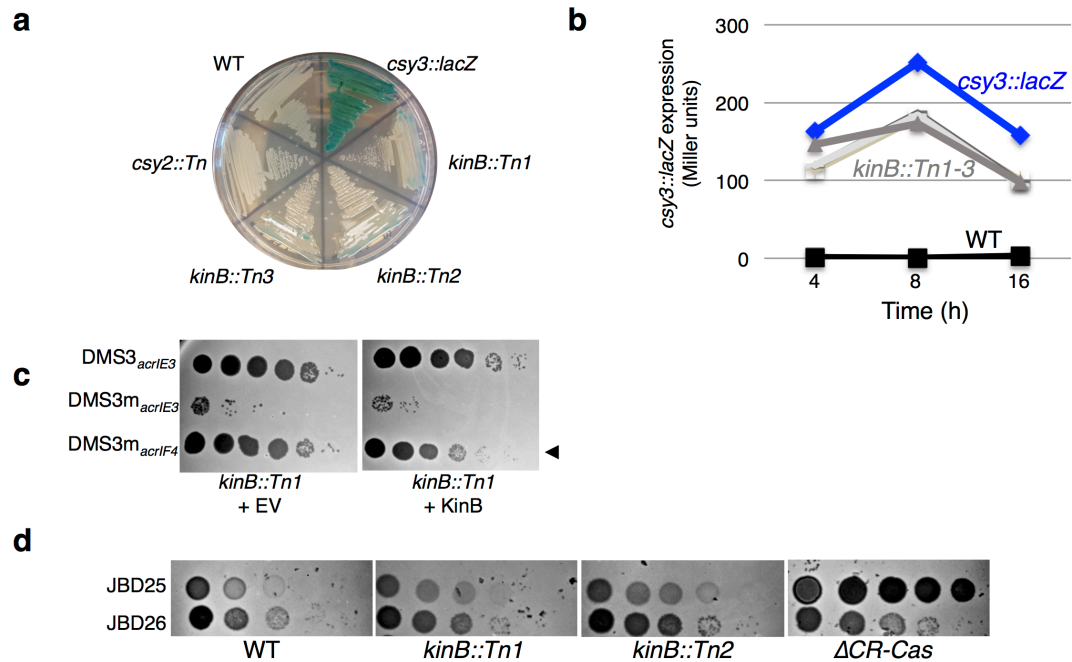 a
WT
csy3::lacZ
csy2::Tn
kinB::Tn1
kinB::Tn3
kinB::Tn2
b
csy3::lacZ expression
(Miller units)
300
200
100
0
csy3::lacZ
kinB::Tn1-3
WT
4 8 16
Time (h)
c
DMS3acrIE3
DMS3macrIE3
DMS3macrIF4
kinB::Tn1
+ EV
kinB::Tn1
+ KinB
d
JBD25
JBD26
WT
kinB::Tn1
kinB::Tn2
ΔCR-Cas